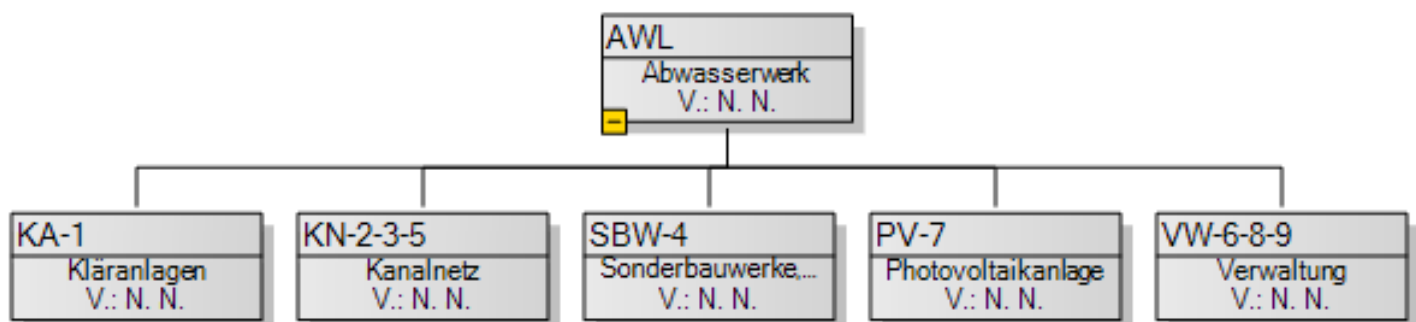 AWL
Abwasserwerk
V.: N. N.
KA-1
Kläranlagen
V.: N. N.
KN-2-3-5
Kanalnetz
V.: N. N.
SBW-4
Sonderbauwerke,...
V.: N. N.
PV-7
Photovoltaikanlage
V.: N. N.
VW-6-8-9
Verwaltung
V.: N. N.